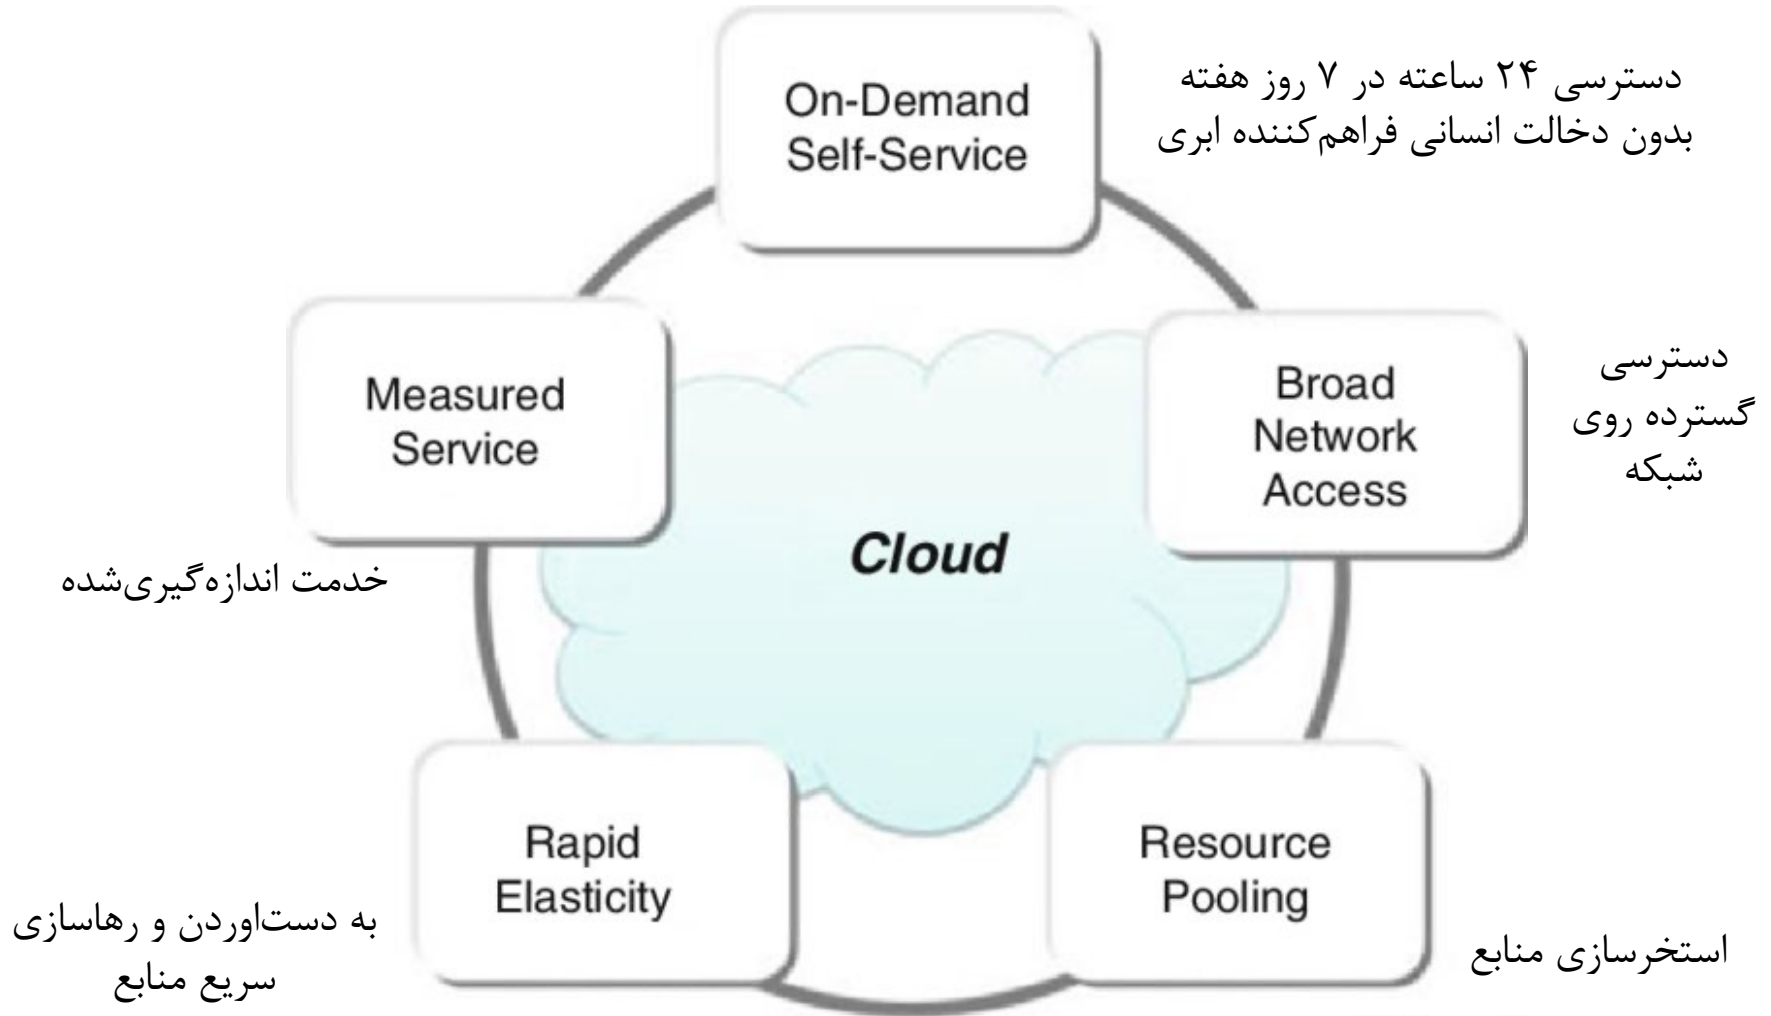 On-Demand
Self-Service
دسترسی ۲۴ ساعته در ۷ روز هفته
بدون دخالت انسانی فراهم‌کننده ابری
Measured
Service
خدمت اندازه‌گیری‌شده
Broad
Network
Access
دسترسی
گسترده روی
شبکه
Cloud
Rapid
Elasticity
به دست‌اوردن و رهاسازی
سریع منابع
Resource
Pooling
استخرسازی منابع